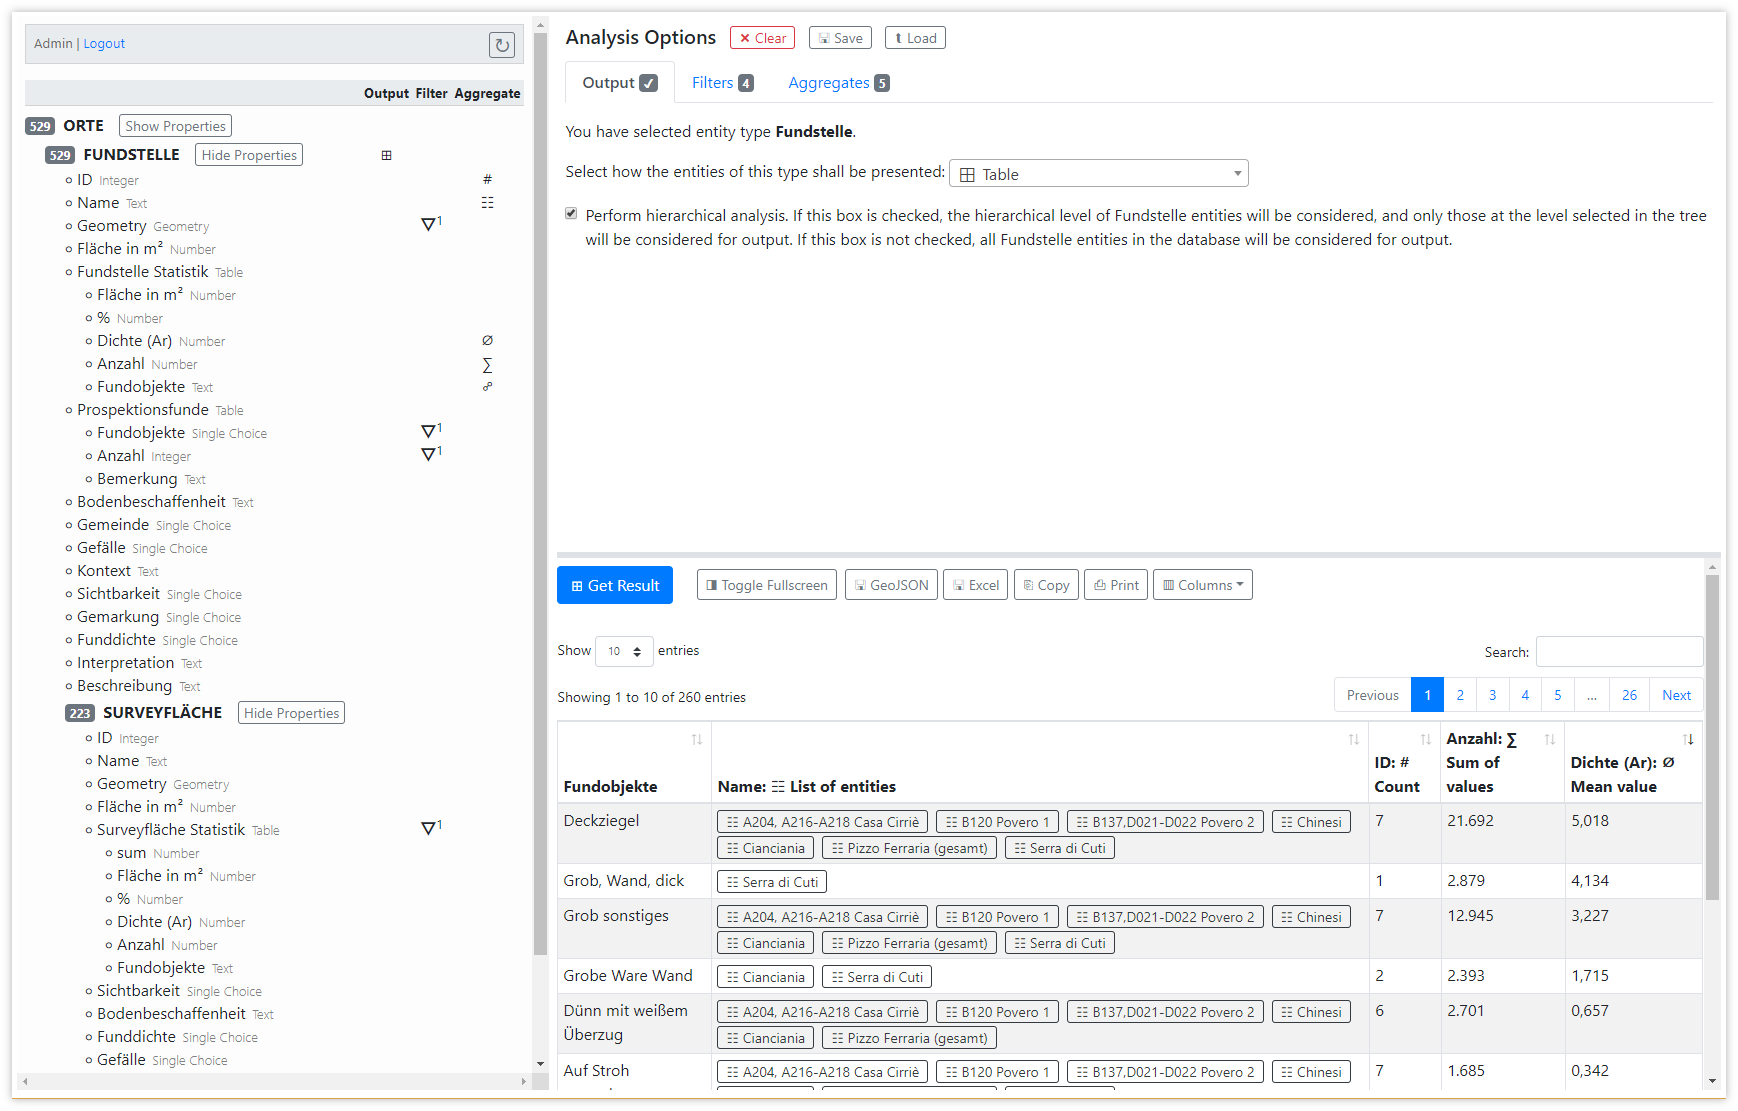 Admin | Logout
Output Filter Aggregate
529 ORTE Show Properties
529 FUNDSTELLE Hide Properties
ID Integer #
Name Text
Geometry Geometry 1
Fläche in m² Number
Fundstelle Statistik Table
Fläche in m² Number
% Number
Dichte (Ar) Number Ø
Anzahl Number ∑
Fundobjekte Text
Prospektionsfunde Table
Fundobjekte Single Choice 1
Anzahl Integer 1
Bemerkung Text
Bodenbeschaffenheit Text
Gemeinde Single Choice
Gefälle Single Choice
Kontext Text
Sichtbarkeit Single Choice
Gemarkung Single Choice
Funddichte Single Choice
Interpretation Text
Beschreibung Text
223 SURVEYFLÄCHE Hide Properties
ID Integer
Name Text
Geometry Geometry
Fläche in m² Number
Surveyfläche Statistik Table 1
sum Number
Fläche in m² Number
% Number
Dichte (Ar) Number
Anzahl Number
Fundobjekte Text
Sichtbarkeit Single Choice
Bodenbeschaffenheit Text
Funddichte Single Choice
Gefälle Single Choice
Analysis Options Clear Save Load
Output Filters 4 Aggregates 5
You have selected entity type Fundstelle.
Select how the entities of this type shall be presented: Table
Perform hierarchical analysis. If this box is checked, the hierarchical level of Fundstelle entities will be considered, and only those at the level selected in the tree
will be considered for output. If this box is not checked, all Fundstelle entities in the database will be considered for output.
Get Result Toggle Fullscreen GeoJSON Excel Copy Print Columns
Show 10 entries Search:
Showing 1 to 10 of 260 entries Previous 1 2 3 4 5 ... 26 Next
Fundobjekte Name: List of entities ID: # Count Anzahl: ∑ Sum of values Dichte (Ar): Ø Mean value
Deckziegel A204, A216-A218 Casa Cirriè B120 Povero 1 B137,D021-D022 Povero 2 Chinesi 7 21.692 5,018
Cianciania Pizzo Ferraria (gesamt) Serra di Cuti
Grob, Wand, dick Serra di Cuti 1 2.879 4,134
Grob sonstiges A204, A216-A218 Casa Cirriè B120 Povero 1 B137,D021-D022 Povero 2 Chinesi 7 12.945 3,227
Cianciania Pizzo Ferraria (gesamt) Serra di Cuti
Grobe Ware Wand Cianciania Serra di Cuti 2 2.393 1,715
Dünn mit weißem A204, A216-A218 Casa Cirriè B120 Povero 1 B137,D021-D022 Povero 2 Chinesi 6 2.701 0,657
Überzug Cianciania Pizzo Ferraria (gesamt)
Auf Stroh A204, A216-A218 Casa Cirriè B120 Povero 1 B137,D021-D022 Povero 2 Chinesi 7 1.685 0,342